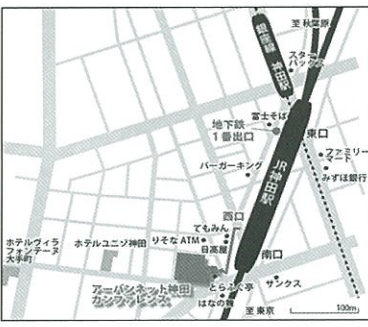 至 秋葉原
銀座線 神田駅
スター
バックス
富士そば
地下鉄
1番出口
東口
ファミリー
マート
バーガーキング
みずほ銀行
JR神田駅
西口
てもみん
りそなATM
日高屋
ホテルヴィラ
フォンテーヌ
大手町
ホテルユニゾ神田
南口
アーバンネット神田
カンファレンス
とらふぐ亭
サンクス
はなの舞
至 東京
100m